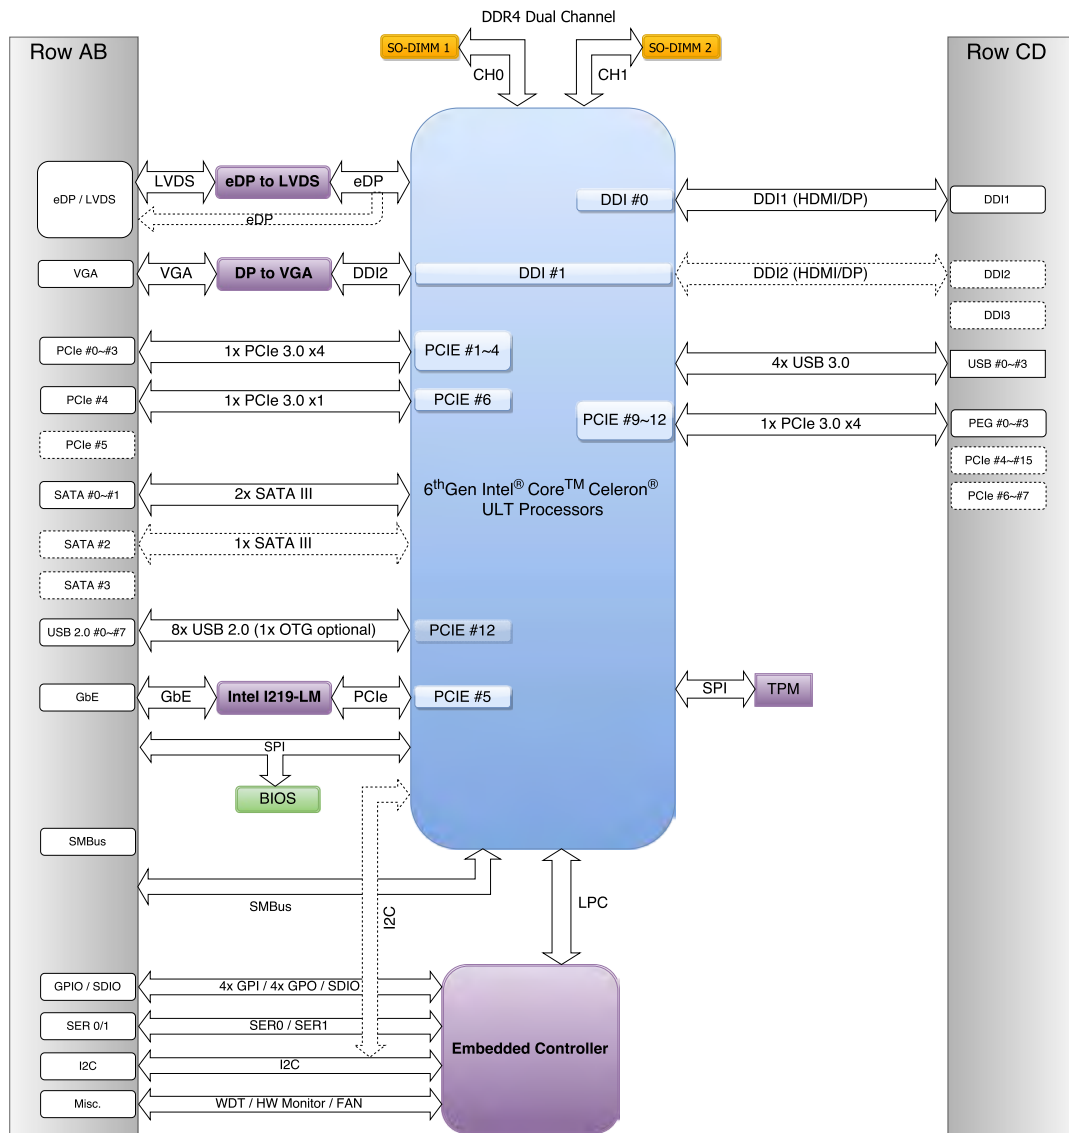 DDR4 Dual Channel
Row AB
SO-DIMM 1
SO-DIMM 2
Row CD
CH0
CH1
eDP / LVDS
LVDS
eDP to LVDS
eDP
eDP
DDI #0
DDI1 (HDMI/DP)
DDI1
VGA
VGA
DP to VGA
DDI2
DDI #1
DDI2 (HDMI/DP)
DDI2
DDI3
PCIe #0~#3
1x PCIe 3.0 x4
PCIE #1~4
4x USB 3.0
USB #0~#3
PCIe #4
1x PCIe 3.0 x1
PCIE #6
PCIE #9~12
1x PCIe 3.0 x4
PEG #0~#3
PCIe #5
PCIe #4~#15
SATA #0~#1
2x SATA III
6thGen Intel® CoreTM Celeron®
ULT Processors
PCIe #6~#7
SATA #2
1x SATA III
SATA #3
USB 2.0 #0~#7
8x USB 2.0 (1x OTG optional)
PCIE #12
GbE
GbE
Intel I219-LM
PCIe
PCIE #5
SPI
TPM
SPI
BIOS
SMBus
SMBus
I2C
LPC
GPIO / SDIO
4x GPI / 4x GPO / SDIO
SER 0/1
SER0 / SER1
Embedded Controller
I2C
I2C
Misc.
WDT / HW Monitor / FAN